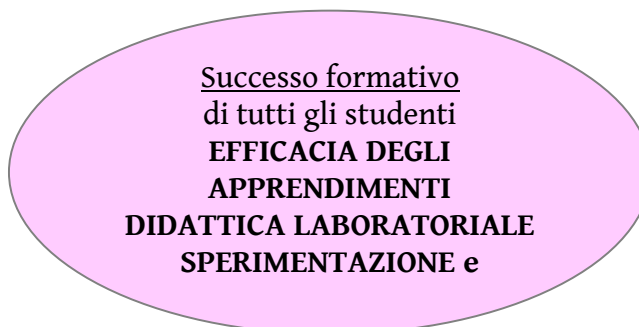 Successo formativo
di tutti gli studenti
EFFICACIA DEGLI
APPRENDIMENTI
DIDATTICA LABORATORIALE
SPERIMENTAZIONE e